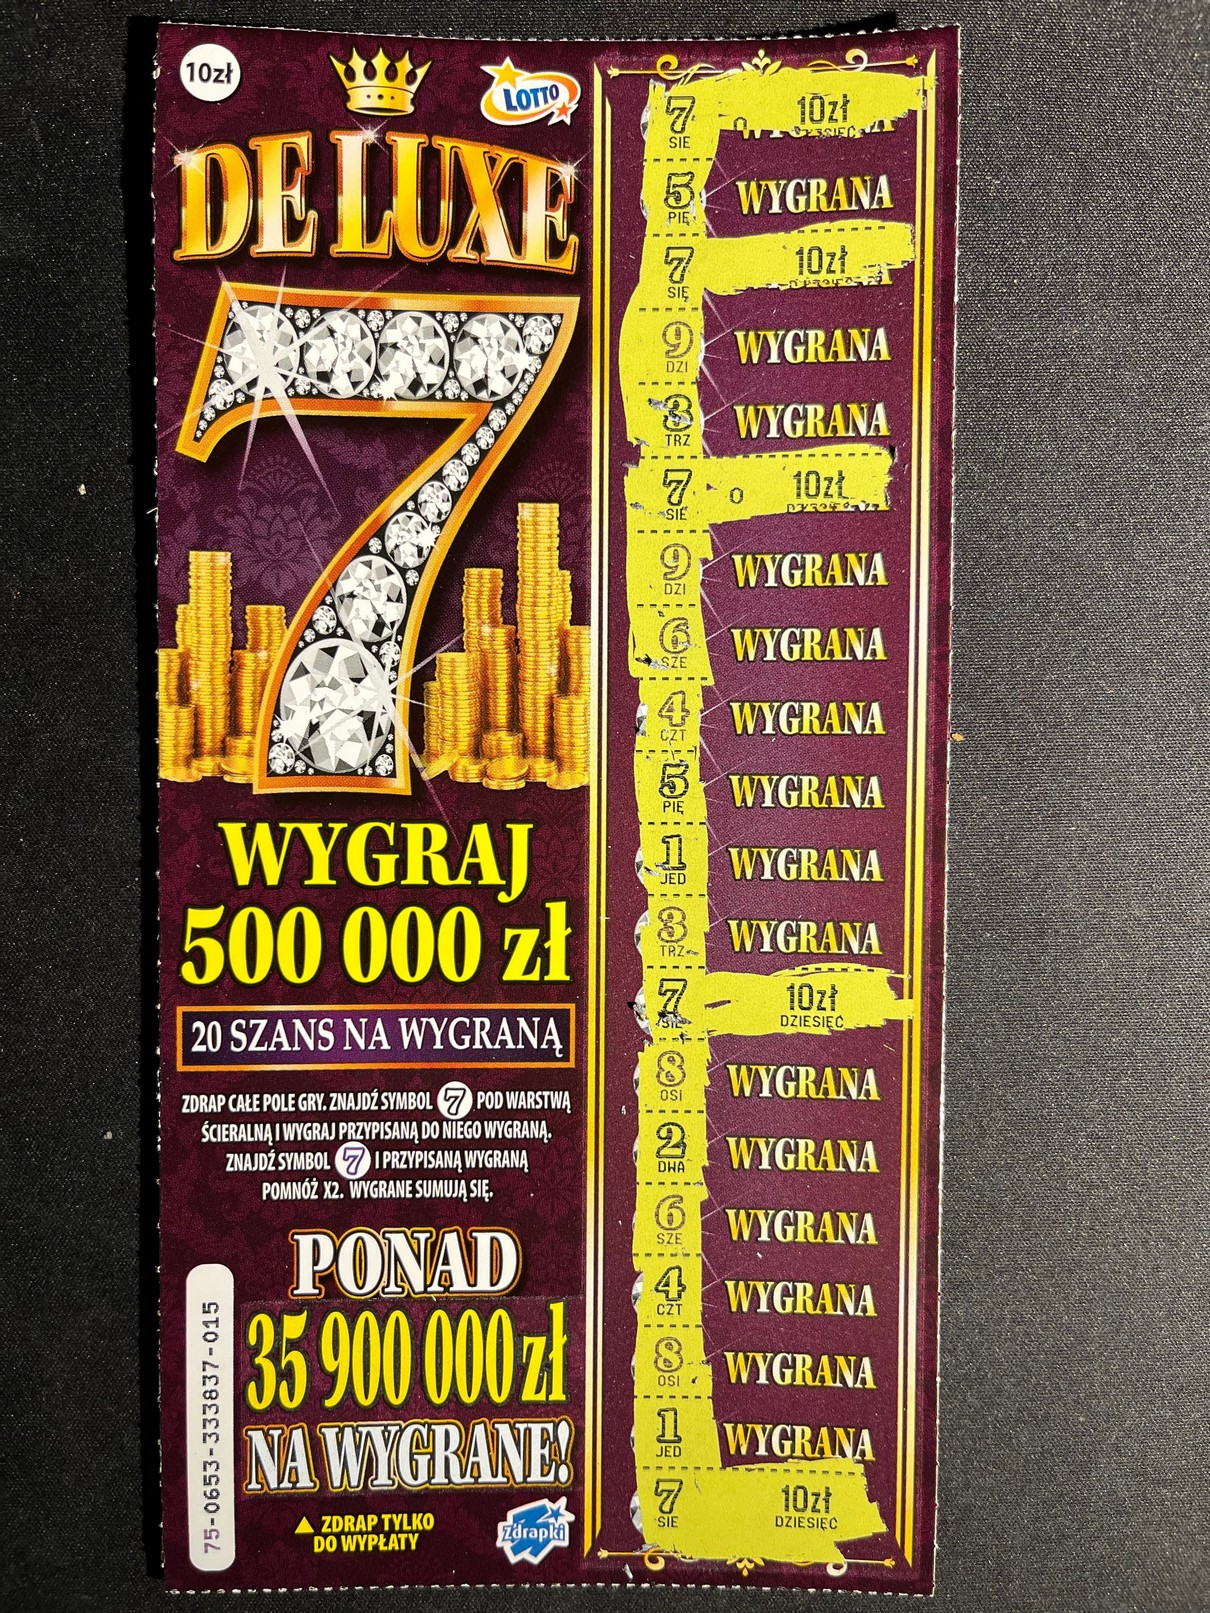 10zł
LOTTO
DE LUXE
7
WYGRAJ
500 000 zł
20 SZANS NA WYGRANĄ
ZDRAP CAŁE POLE GRY. ZNAJDŹ SYMBOL 7 POD WARSTWĄ
ŚCIERALNĄ I WYGRAJ PRZYPISANĄ DO NIEGO WYGRANĄ.
ZNAJDŹ SYMBOL 7 I PRZYPISANĄ WYGRANĄ
POMNÓŻ X2. WYGRANE SUMUJĄ SIĘ.
PONAD
35 900 000 zł
NA WYGRANE!
75-0653-333837-015
ZDRAP TYLKO
DO WYPŁATY
Zdrapki
7 10zł
SIE
5 WYGRANA
PIĘ
7 10zł
SIE
9 WYGRANA
DZI
3 WYGRANA
TRZ
7 10zł
SIE
9 WYGRANA
DZI
6 WYGRANA
SZE
4 WYGRANA
CZT
5 WYGRANA
PIĘ
1 WYGRANA
JED
3 WYGRANA
TRZ
7 10zł
SIE DZIESIĘĆ
8 WYGRANA
OSI
2 WYGRANA
DWA
6 WYGRANA
SZE
4 WYGRANA
CZT
8 WYGRANA
OSI
1 WYGRANA
JED
7 10zł
SIE DZIESIĘĆ